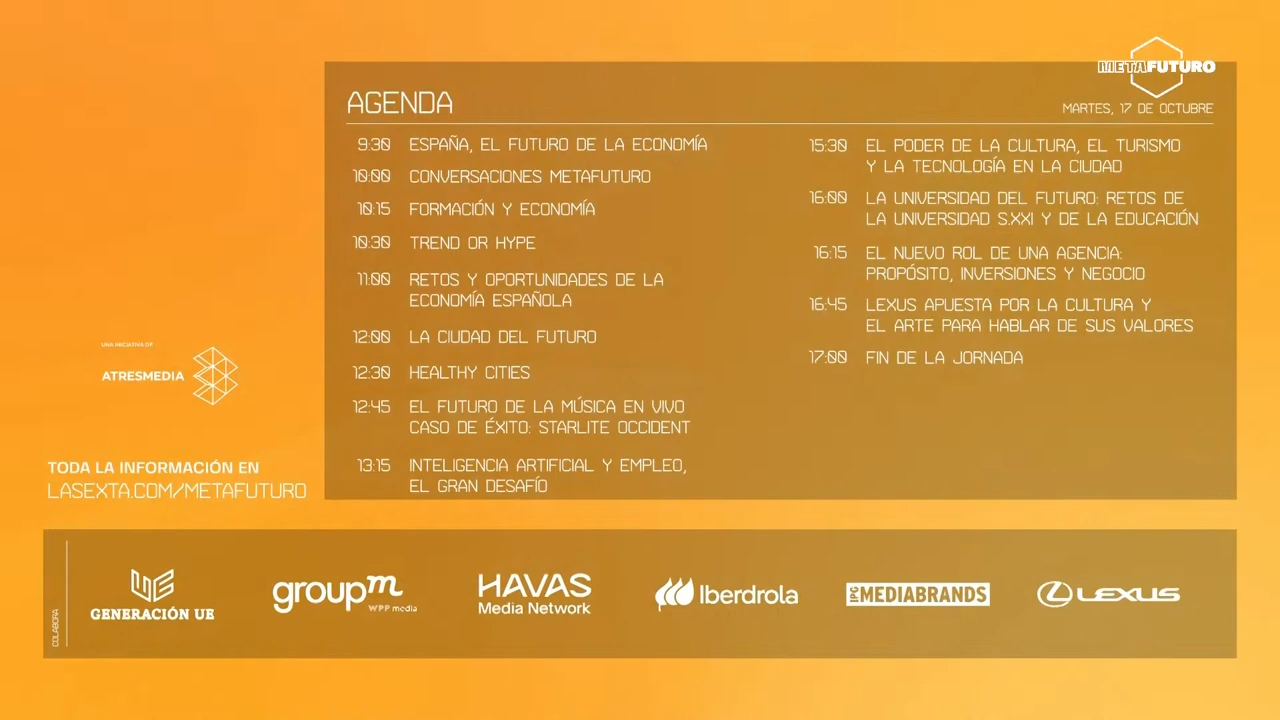 METAFUTURO
AGENDA
MARTES, 17 DE OCTUBRE
9:30 ESPAÑA, EL FUTURO DE LA ECONOMÍA
10:00 CONVERSACIONES METAFUTURO
10:15 FORMACIÓN Y ECONOMÍA
10:30 TREND OR HYPE
11:00 RETOS Y OPORTUNIDADES DE LA
ECONOMÍA ESPAÑOLA
12:00 LA CIUDAD DEL FUTURO
12:30 HEALTHY CITIES
12:45 EL FUTURO DE LA MÚSICA EN VIVO
CASO DE ÉXITO: STARLITE OCCIDENT
13:15 INTELIGENCIA ARTIFICIAL Y EMPLEO,
EL GRAN DESAFÍO
15:30 EL PODER DE LA CULTURA, EL TURISMO
Y LA TECNOLOGÍA EN LA CIUDAD
16:00 LA UNIVERSIDAD DEL FUTURO: RETOS DE
LA UNIVERSIDAD S.XXI Y DE LA EDUCACIÓN
16:15 EL NUEVO ROL DE UNA AGENCIA:
PROPÓSITO, INVERSIONES Y NEGOCIO
16:45 LEXUS APUESTA POR LA CULTURA Y
EL ARTE PARA HABLAR DE SUS VALORES
17:00 FIN DE LA JORNADA
UNA INICIATIVA DE
ATRESMEDIA
TODA LA INFORMACIÓN EN
LASEXTA.COM/METAFUTURO
COLABORA
GENERACIÓN UE
groupm
WPP media
HAVAS
Media Network
Iberdrola
IPG MEDIABRANDS
LEXUS